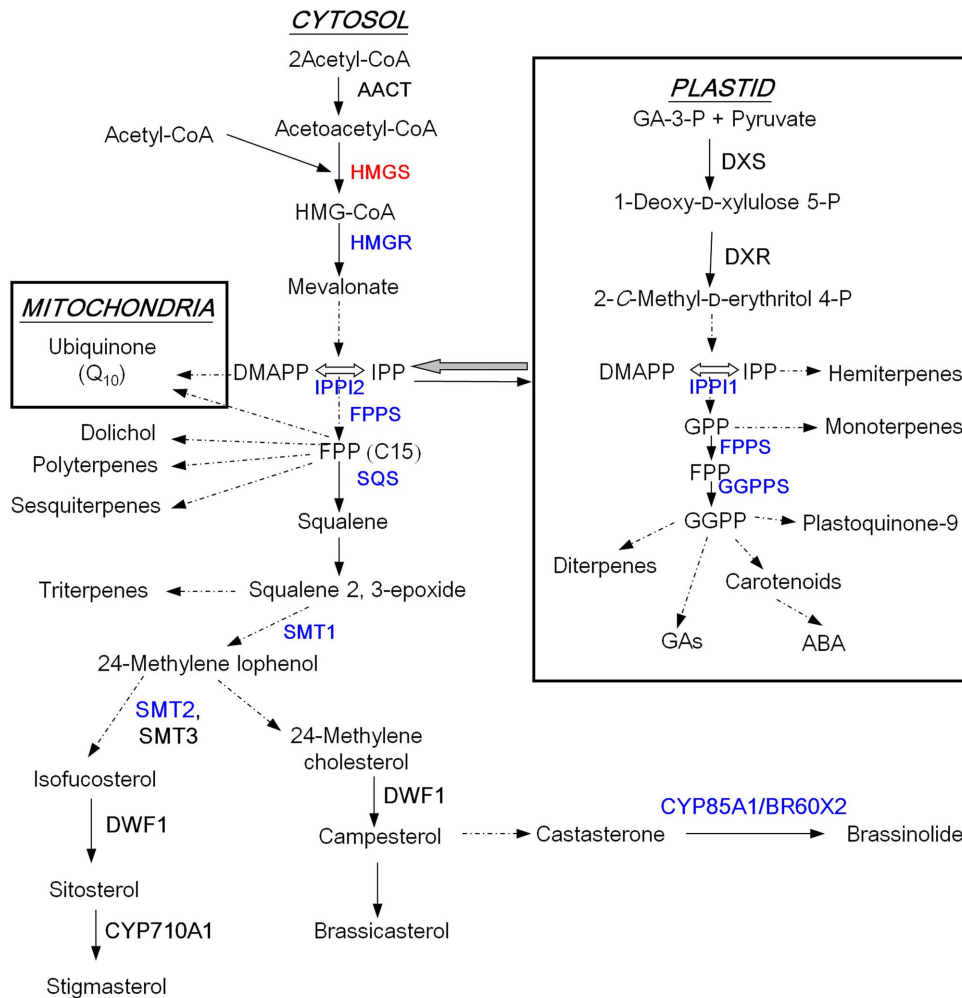 CYTOSOL
2Acetyl-CoA
AACT
Acetyl-CoA
Acetoacetyl-CoA
HMGS
HMG-CoA
HMGR
Mevalonate
MITOCHONDRIA
Ubiquinone
(Q10)
DMAPP
IPP
IPPI2
FPPS
Dolichol
FPP (C15)
Polyterpenes
SQS
Sesquiterpenes
Squalene
Triterpenes
Squalene 2, 3-epoxide
SMT1
24-Methylene lophenol
SMT2,
SMT3
24-Methylene
cholesterol
Isofucosterol
DWF1
DWF1
Campesterol
Castasterone
CYP85A1/BR60X2
Brassinolide
Sitosterol
Brassicasterol
CYP710A1
Stigmasterol
PLASTID
GA-3-P + Pyruvate
DXS
1-Deoxy-D-xylulose 5-P
DXR
2-C-Methyl-D-erythritol 4-P
DMAPP
IPP
Hemiterpenes
IPPI1
GPP
Monoterpenes
FPPS
FPP
GGPPS
GGPP
Plastoquinone-9
Diterpenes
Carotenoids
GAs
ABA